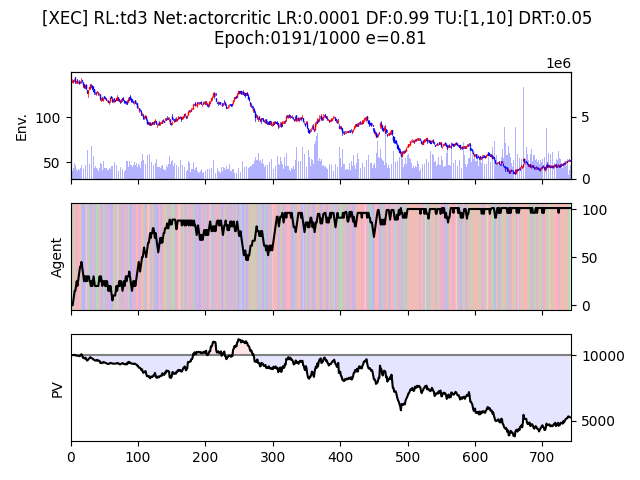 [XEC] RL:td3 Net:actorcritic LR:0.0001 DF:0.99 TU:[1,10] DRT:0.05
Epoch:0191/1000 e=0.81
1e6
Env.
100
50
5
0
Agent
100
50
0
PV
10000
5000
0 100 200 300 400 500 600 700